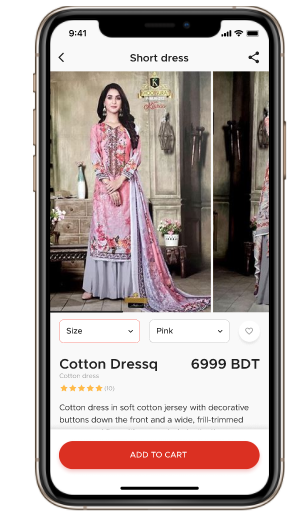 9:41
Short dress
K
Size
Pink
Cotton Dressq
6999 BDT
Cotton dress
(10)
Cotton dress in soft cotton jersey with decorative
buttons down the front and a wide, frill-trimmed
ADD TO CART